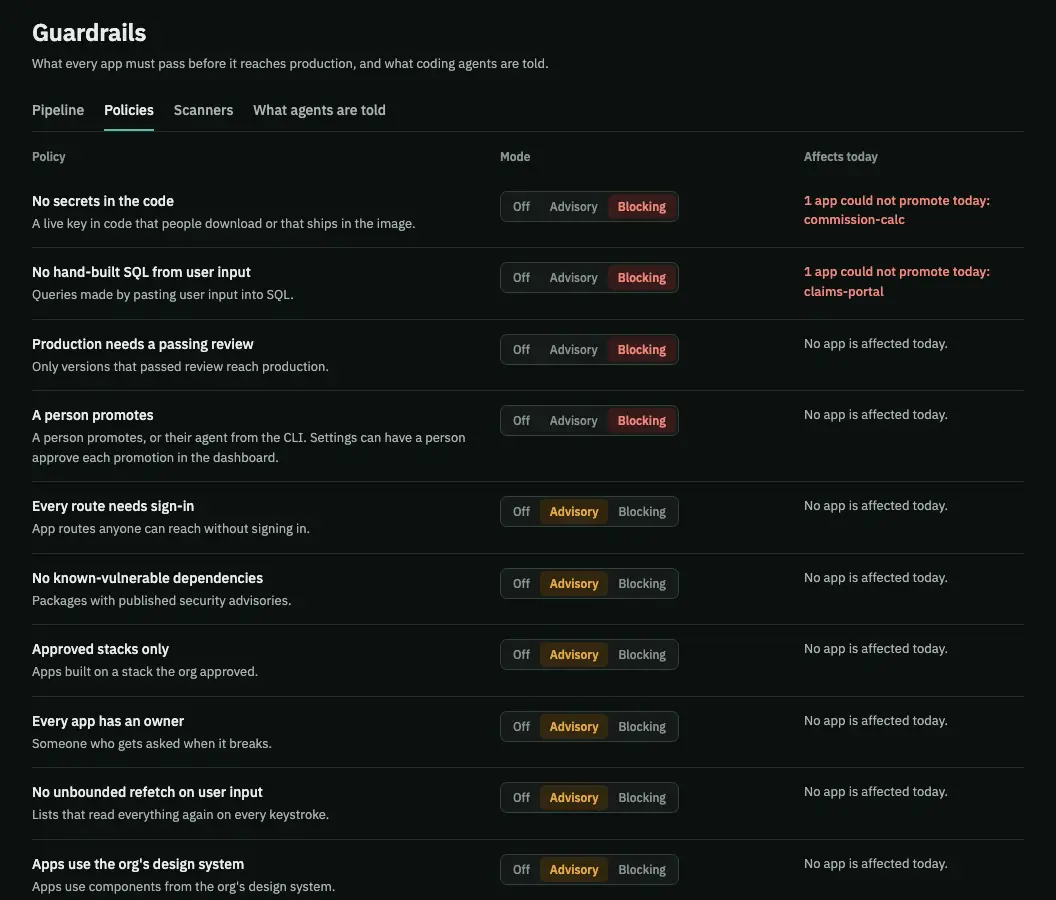 Guardrails
What every app must pass before it reaches production, and what coding agents are told.
Pipeline Policies Scanners What agents are told
Policy Mode Affects today
No secrets in the code
A live key in code that people download or that ships in the image.
Off Advisory Blocking
1 app could not promote today:
commission-calc
No hand-built SQL from user input
Queries made by pasting user input into SQL.
Off Advisory Blocking
1 app could not promote today:
claims-portal
Production needs a passing review
Only versions that passed review reach production.
Off Advisory Blocking
No app is affected today.
A person promotes
A person promotes, or their agent from the CLI. Settings can have a person
approve each promotion in the dashboard.
Off Advisory Blocking
No app is affected today.
Every route needs sign-in
App routes anyone can reach without signing in.
Off Advisory Blocking
No app is affected today.
No known-vulnerable dependencies
Packages with published security advisories.
Off Advisory Blocking
No app is affected today.
Approved stacks only
Apps built on a stack the org approved.
Off Advisory Blocking
No app is affected today.
Every app has an owner
Someone who gets asked when it breaks.
Off Advisory Blocking
No app is affected today.
No unbounded refetch on user input
Lists that read everything again on every keystroke.
Off Advisory Blocking
No app is affected today.
Apps use the org's design system
Apps use components from the org's design system.
Off Advisory Blocking
No app is affected today.